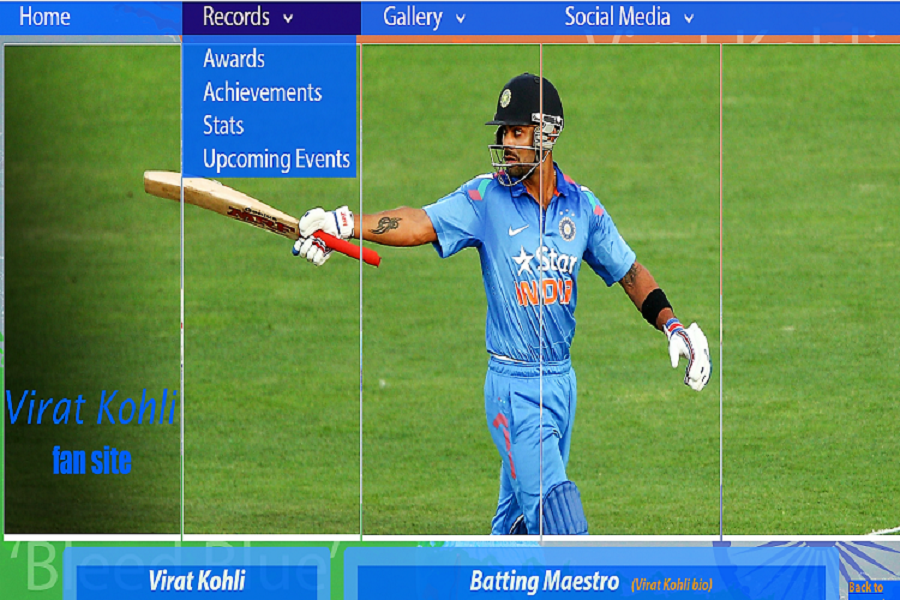 Home
Records
Gallery
Social Media
Awards
Achievements
Stats
Upcoming Events
Star
INDIA
Virat Kohli
fan site
'Bleed Blue'
Virat Kohli
Batting Maestro (Virat Kohli bio)
Back to